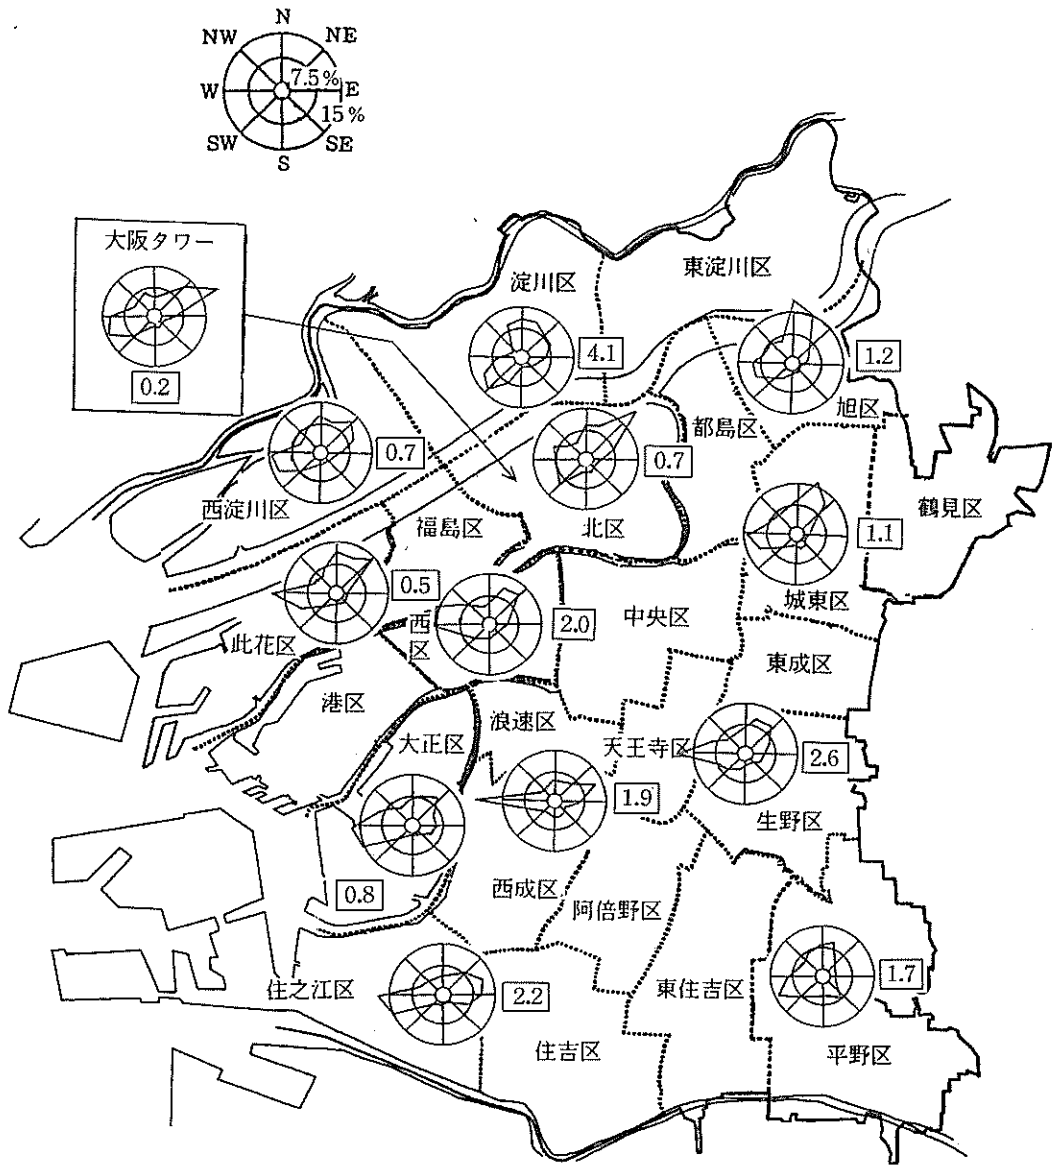 N
NW
NE
7.5%
W
E
15%
SW
SE
S
大阪タワー
0.2
淀川区
東淀川区
4.1
1.2
旭区
都島区
0.7
0.7
西淀川区
福島区
北区
鶴見区
1.1
0.5
城東区
西区
2.0
中央区
此花区
東成区
港区
浪速区
大正区
天王寺区
2.6
1.9
生野区
0.8
西成区
阿倍野区
住之江区
2.2
東住吉区
1.7
住吉区
平野区